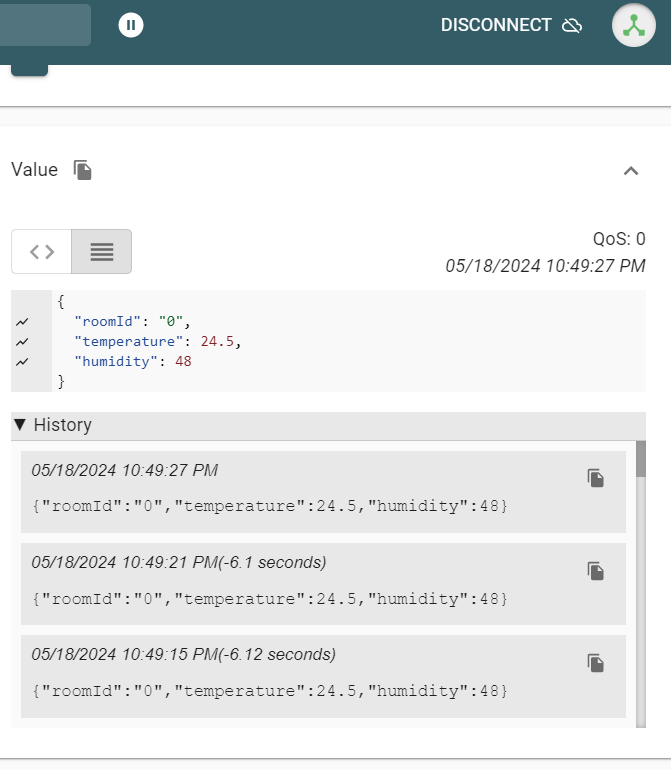 DISCONNECT
Value
QoS: 0
05/18/2024 10:49:27 PM
{
"roomId": "0",
"temperature": 24.5,
"humidity": 48
}
▼ History
05/18/2024 10:49:27 PM
{"roomId":"0","temperature":24.5,"humidity":48}
05/18/2024 10:49:21 PM(-6.1 seconds)
{"roomId":"0","temperature":24.5,"humidity":48}
05/18/2024 10:49:15 PM(-6.12 seconds)
{"roomId":"0","temperature":24.5,"humidity":48}